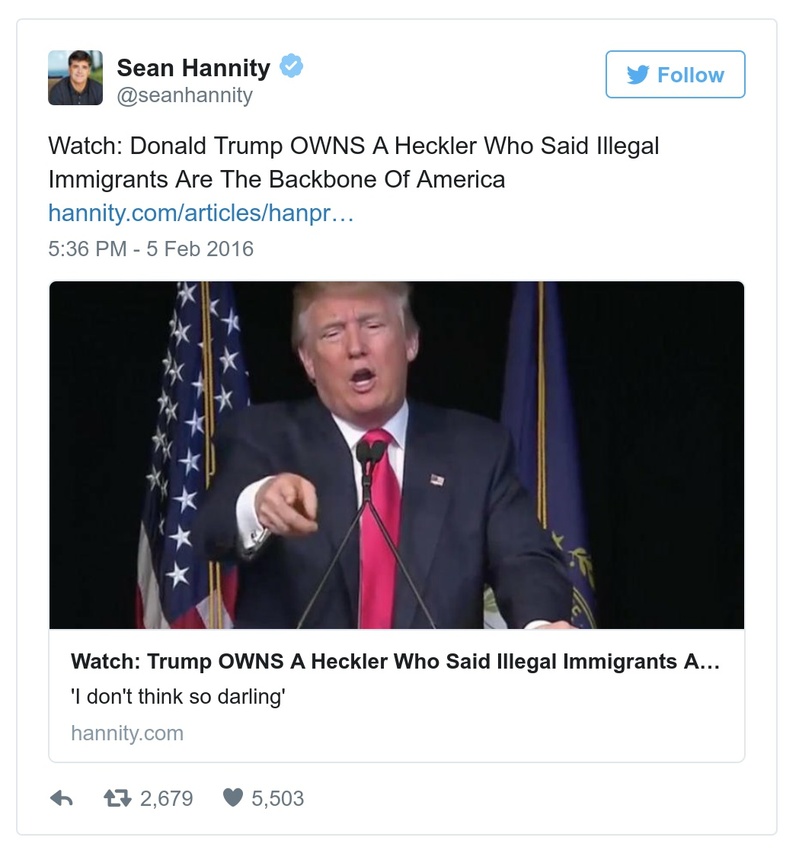 Sean Hannity
@seanhannity
Follow
Watch: Donald Trump OWNS A Heckler Who Said Illegal
Immigrants Are The Backbone Of America
hannity.com/articles/hanpr…
5:36 PM - 5 Feb 2016
Watch: Trump OWNS A Heckler Who Said Illegal Immigrants A…
'I don't think so darling'
hannity.com
2,679
5,503